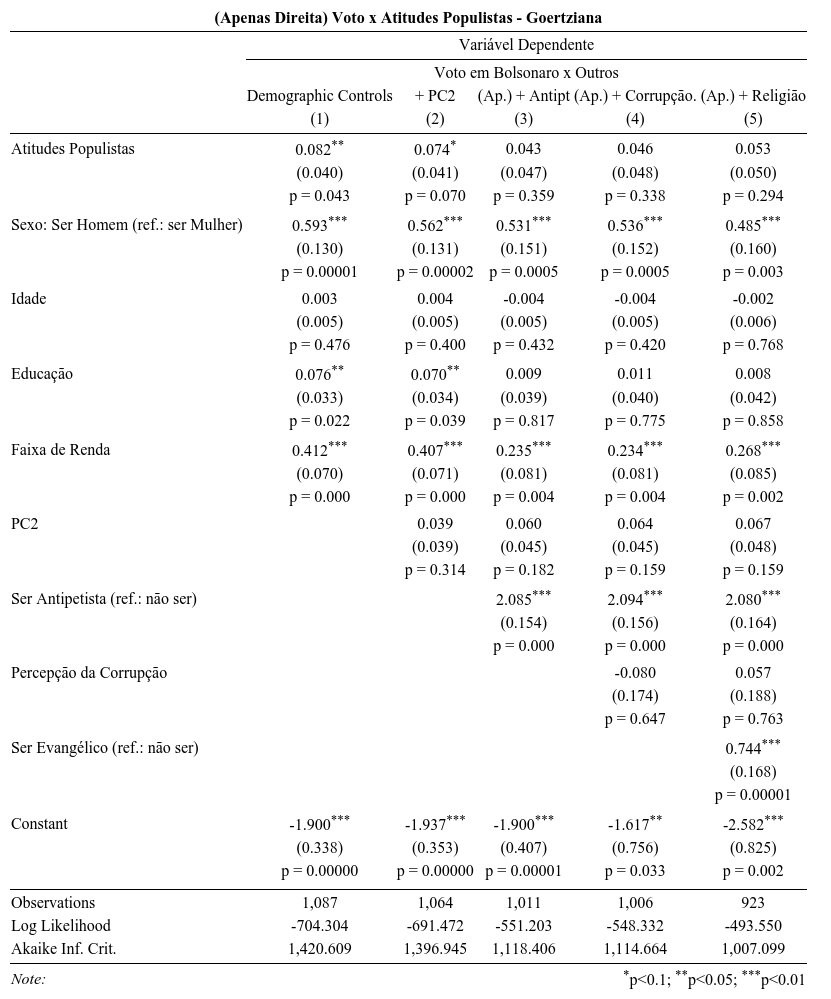 (Apenas Direita) Voto x Atitudes Populistas - Goertziana
Variável Dependente
Voto em Bolsonaro x Outros
Demographic Controls + PC2 (Ap.) + Antipt (Ap.) + Corrupção. (Ap.) + Religião
(1) (2) (3) (4) (5)
Atitudes Populistas 0.082** 0.074* 0.043 0.046 0.053
(0.040) (0.041) (0.047) (0.048) (0.050)
p = 0.043 p = 0.070 p = 0.359 p = 0.338 p = 0.294
Sexo: Ser Homem (ref.: ser Mulher) 0.593*** 0.562*** 0.531*** 0.536*** 0.485***
(0.130) (0.131) (0.151) (0.152) (0.160)
p = 0.00001 p = 0.00002 p = 0.0005 p = 0.0005 p = 0.003
Idade 0.003 0.004 -0.004 -0.004 -0.002
(0.005) (0.005) (0.005) (0.005) (0.006)
p = 0.476 p = 0.400 p = 0.432 p = 0.420 p = 0.768
Educação 0.076** 0.070** 0.009 0.011 0.008
(0.033) (0.034) (0.039) (0.040) (0.042)
p = 0.022 p = 0.039 p = 0.817 p = 0.775 p = 0.858
Faixa de Renda 0.412*** 0.407*** 0.235*** 0.234*** 0.268***
(0.070) (0.071) (0.081) (0.081) (0.085)
p = 0.000 p = 0.000 p = 0.004 p = 0.004 p = 0.002
PC2 0.039 0.060 0.064 0.067
(0.039) (0.045) (0.045) (0.048)
p = 0.314 p = 0.182 p = 0.159 p = 0.159
Ser Antipetista (ref.: não ser) 2.085*** 2.094*** 2.080***
(0.154) (0.156) (0.164)
p = 0.000 p = 0.000 p = 0.000
Percepção da Corrupção -0.080 0.057
(0.174) (0.188)
p = 0.647 p = 0.763
Ser Evangélico (ref.: não ser) 0.744***
(0.168)
p = 0.00001
Constant -1.900*** -1.937*** -1.900*** -1.617** -2.582***
(0.338) (0.353) (0.407) (0.756) (0.825)
p = 0.00000 p = 0.00000 p = 0.00001 p = 0.033 p = 0.002
Observations 1,087 1,064 1,011 1,006 923
Log Likelihood -704.304 -691.472 -551.203 -548.332 -493.550
Akaike Inf. Crit. 1,420.609 1,396.945 1,118.406 1,114.664 1,007.099
Note: *p<0.1; **p<0.05; ***p<0.01